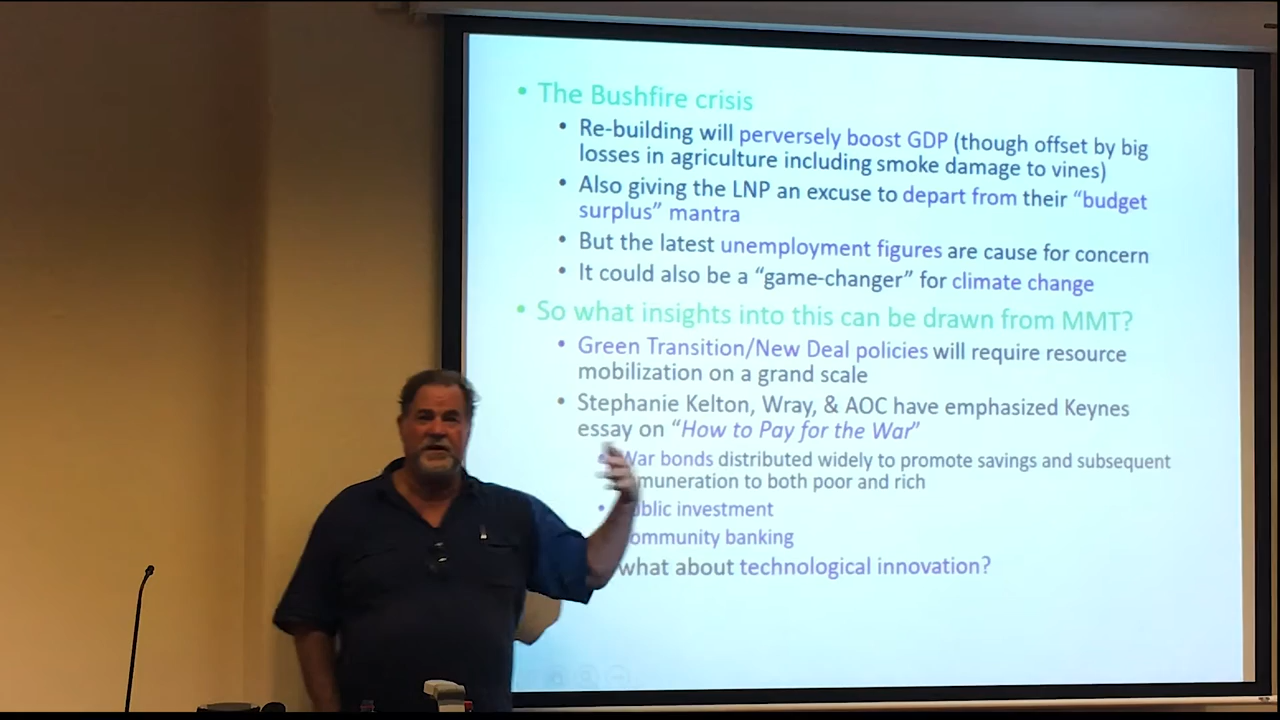 • The Bushfire crisis
• Re-building will perversely boost GDP (though offset by big
losses in agriculture including smoke damage to vines)
• Also giving the LNP an excuse to depart from their “budget
surplus” mantra
• But the latest unemployment figures are cause for concern
• It could also be a “game-changer” for climate change
• So what insights into this can be drawn from MMT?
• Green Transition/New Deal policies will require resource
mobilization on a grand scale
• Stephanie Kelton, Wray, & AOC have emphasized Keynes
essay on “How to Pay for the War”
War bonds distributed widely to promote savings and subsequent
muneration to both poor and rich
• blic investment
ommunity banking
what about technological innovation?